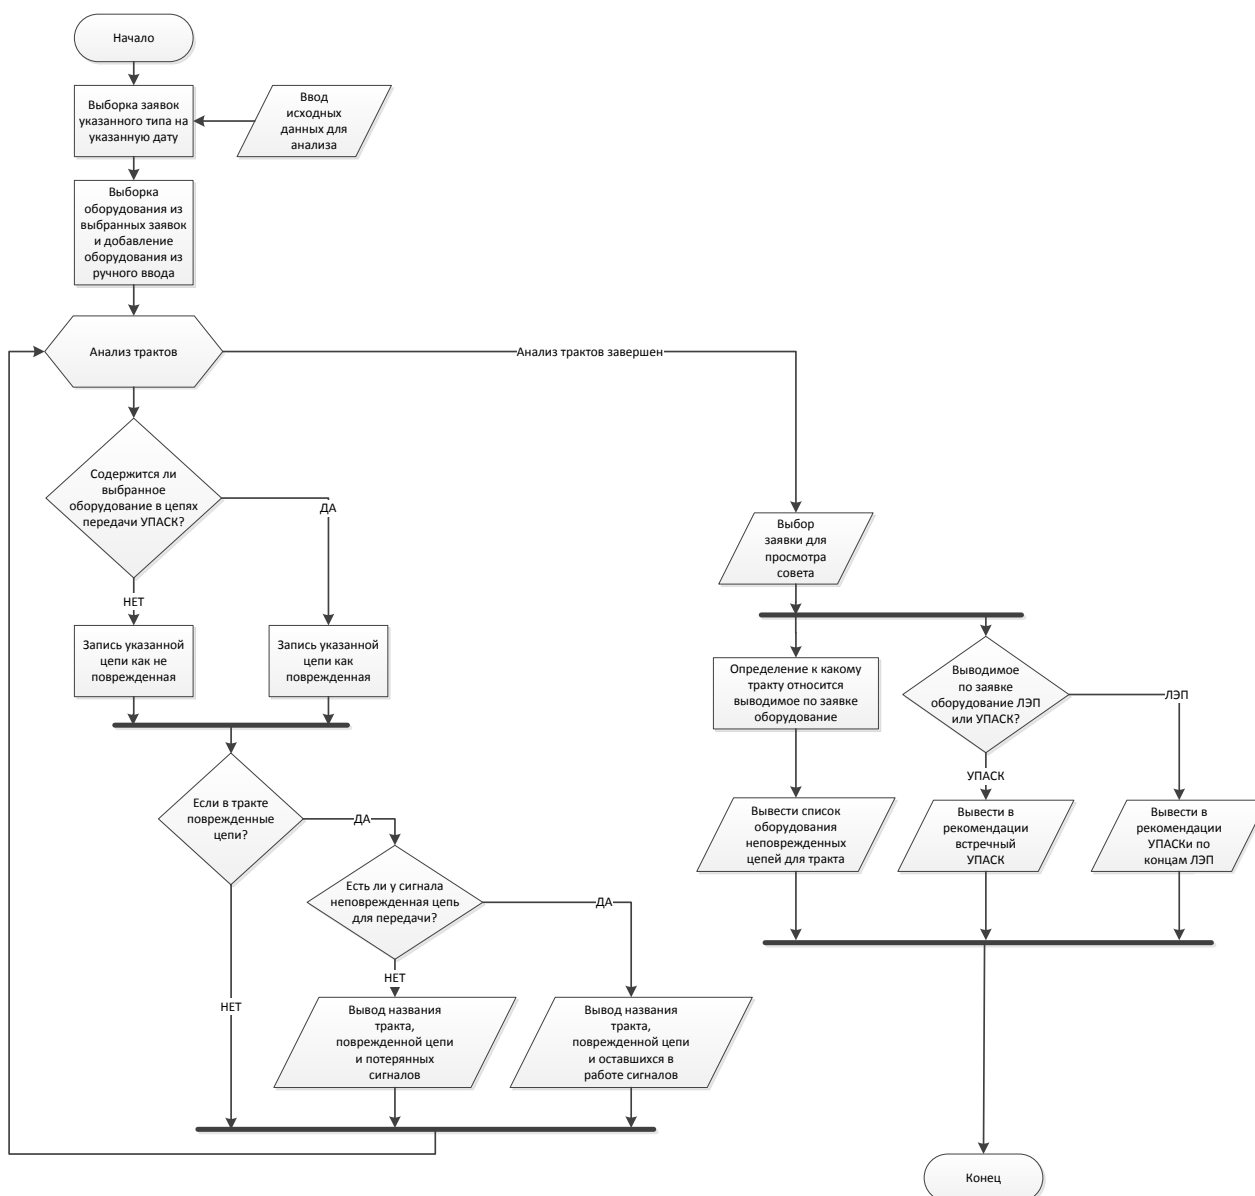 Начало
Выборка заявок
указанного типа на
указанную дату
Ввод
исходных
данных для
анализа
Выборка
оборудования из
выбранных заявок
и добавление
оборудования из
ручного ввода
Анализ трактов
Анализ трактов завершен
Содержится ли
выбранное
оборудование в цепях
передачи УПАСК?
ДА
НЕТ
Запись указанной
цепи как не
поврежденная
Запись указанной
цепи как
поврежденная
Если в тракте
поврежденные
цепи?
ДА
НЕТ
Есть ли у сигнала
неповрежденная цепь
для передачи?
ДА
НЕТ
Вывод названия
тракта,
поврежденной цепи
и потерянных
сигналов
Вывод названия
тракта,
поврежденной цепи
и оставшихся в
работе сигналов
Выбор
заявки для
просмотра
совета
Определение к какому
тракту относится
выводимое по заявке
оборудование
Выводимое
по заявке
оборудование ЛЭП
или УПАСК?
ЛЭП
УПАСК
Вывести список
оборудования
неповрежденных
цепей для тракта
Вывести в
рекомендации
встречный
УПАСК
Вывести в
рекомендации
УПАСКи по
концам ЛЭП
Конец